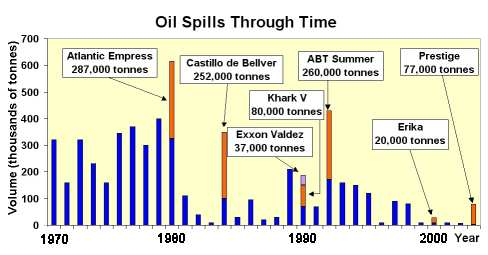 Oil Spills Through Time
Volume (thousands of tonnes)
700
600
500
400
300
200
100
0
Atlantic Empress
287,000 tonnes
Castillo de Bellver
252,000 tonnes
ABT Summer
260,000 tonnes
Prestige
77,000 tonnes
Khark V
80,000 tonnes
Exxon Valdez
37,000 tonnes
Erika
20,000 tonnes
1970
1980
1990
2000
Year